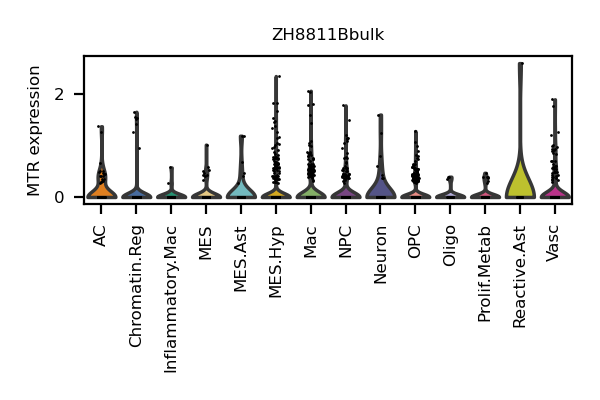 ZH8811Bbulk
MTR expression
2
0
AC
Chromatin.Reg
Inflammatory.Mac
MES
MES.Ast
MES.Hyp
Mac
NPC
Neuron
OPC
Oligo
Prolif.Metab
Reactive.Ast
Vasc